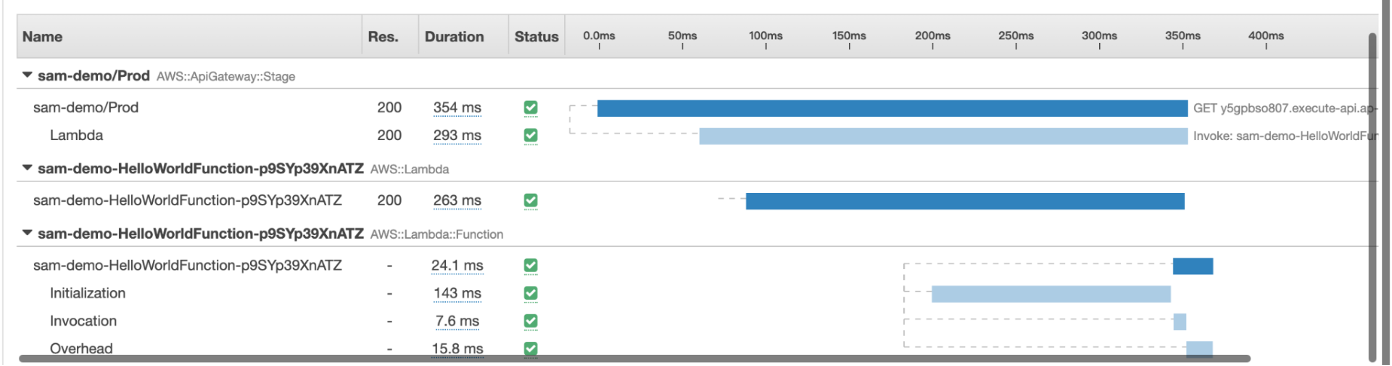 Name Res. Duration Status 0.0ms 50ms 100ms 150ms 200ms 250ms 300ms 350ms 400ms
sam-demo/Prod AWS::ApiGateway::Stage
sam-demo/Prod 200 354 ms GET y5gpbso807.execute-api.ap-
Lambda 200 293 ms Invoke: sam-demo-HelloWorldFur
sam-demo-HelloWorldFunction-p9SYp39XnATZ AWS::Lambda
sam-demo-HelloWorldFunction-p9SYp39XnATZ 200 263 ms
sam-demo-HelloWorldFunction-p9SYp39XnATZ AWS::Lambda::Function
sam-demo-HelloWorldFunction-p9SYp39XnATZ - 24.1 ms
Initialization - 143 ms
Invocation - 7.6 ms
Overhead - 15.8 ms